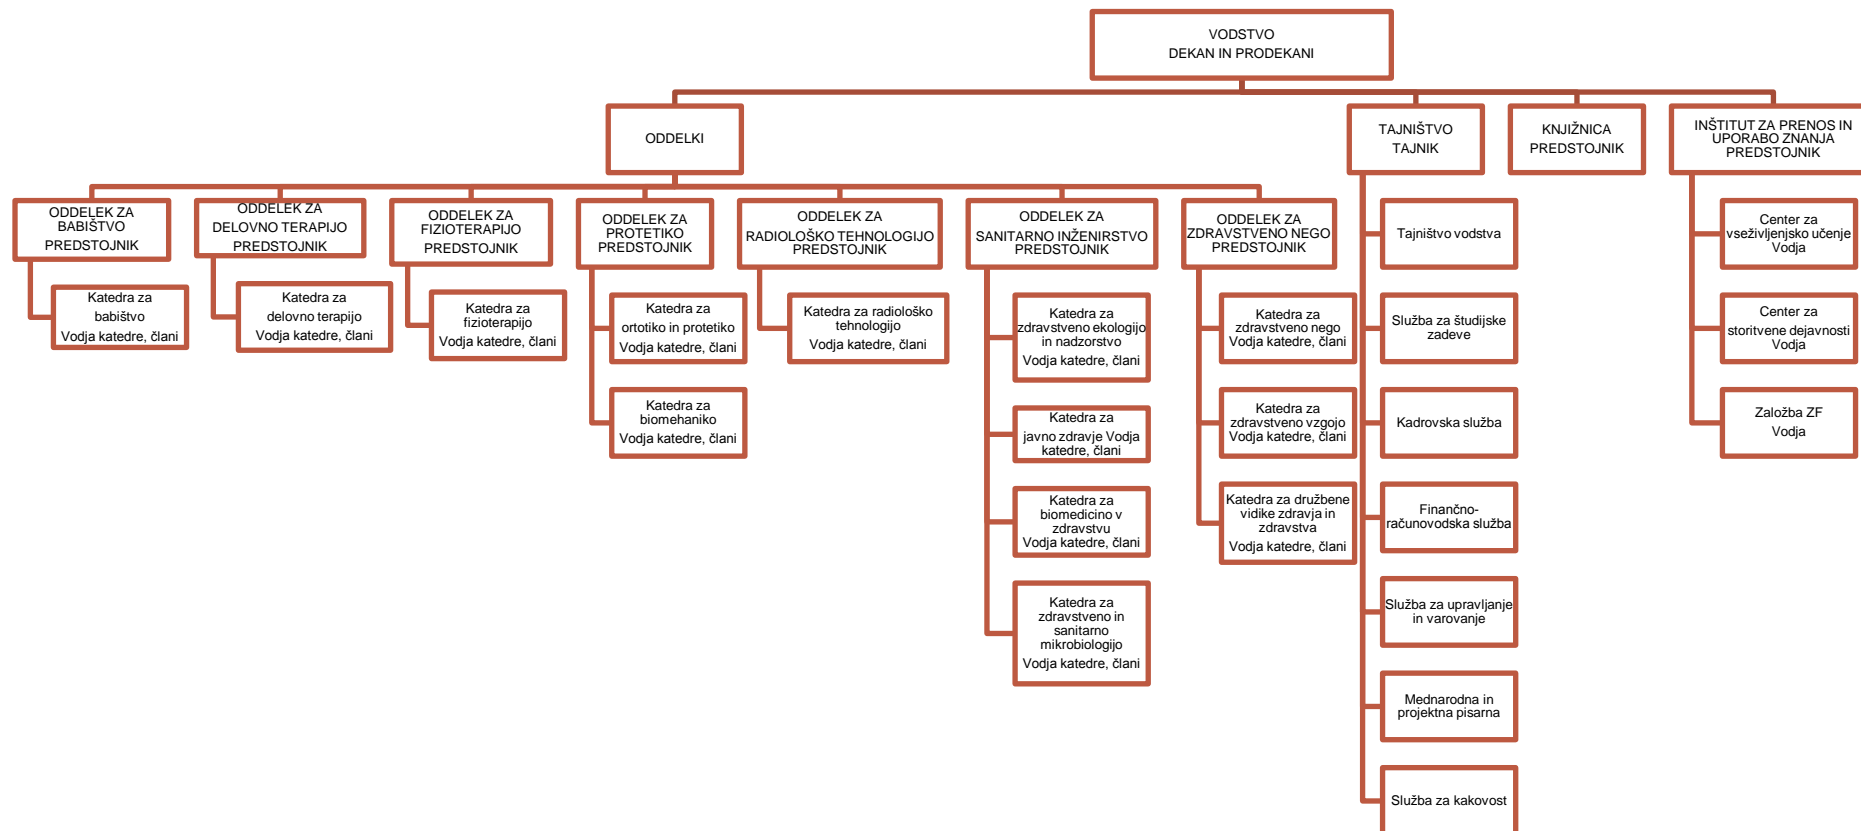 VODSTVO
DEKAN IN PRODEKANI
ODDELKI
TAJNIŠTVO
TAJNIK
KNJIŽNICA
PREDSTOJNIK
INŠTITUT ZA PRENOS IN
UPORABO ZNANJA
PREDSTOJNIK
ODDELEK ZA
BABIŠTVO
PREDSTOJNIK
ODDELEK ZA
DELOVNO TERAPIJO
PREDSTOJNIK
ODDELEK ZA
FIZIOTERAPIJO
PREDSTOJNIK
ODDELEK ZA
PROTETIKO
PREDSTOJNIK
ODDELEK ZA
RADIOLOŠKO TEHNOLOGIJO
PREDSTOJNIK
ODDELEK ZA
SANITARNO INŽENIRSTVO
PREDSTOJNIK
ODDELEK ZA
ZDRAVSTVENO NEGO
PREDSTOJNIK
Katedra za
babištvo
Vodja katedre, člani
Katedra za
delovno terapijo
Vodja katedre, člani
Katedra za
fizioterapijo
Vodja katedre, člani
Katedra za
ortotiko in protetiko
Vodja katedre, člani
Katedra za
biomehaniko
Vodja katedre, člani
Katedra za radiološko
tehnologijo
Vodja katedre, člani
Katedra za
zdravstveno ekologijo
in nadzorstvo
Vodja katedre, člani
Katedra za
javno zdravje Vodja
katedre, člani
Katedra za
biomedicino v
zdravstvu
Vodja katedre, člani
Katedra za
zdravstveno in
sanitarno
mikrobiologijo
Vodja katedre, člani
Katedra za
zdravstveno nego
Vodja katedre, člani
Katedra za
zdravstveno vzgojo
Vodja katedre, člani
Katedra za družbene
vidike zdravja in
zdravstva
Vodja katedre, člani
Tajništvo vodstva
Služba za študijske
zadeve
Kadrovska služba
Finančno-
računovodska služba
Služba za upravljanje
in varovanje
Mednarodna in
projektna pisarna
Služba za kakovost
Center za
vseživljenjsko učenje
Vodja
Center za
storitvene dejavnosti
Vodja
Založba ZF
Vodja